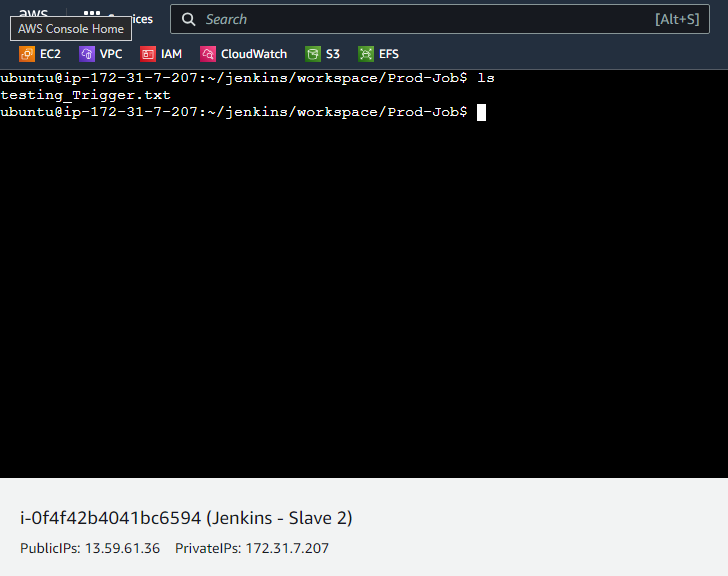 aws
AWS Console Home
Search
[Alt+S]
EC2
VPC
IAM
CloudWatch
S3
EFS
ubuntu@ip-172-31-7-207:~/jenkins/workspace/Prod-Job$ ls
testing_Trigger.txt
ubuntu@ip-172-31-7-207:~/jenkins/workspace/Prod-Job$
i-0f4f42b4041bc6594 (Jenkins - Slave 2)
PublicIPs: 13.59.61.36 PrivateIPs: 172.31.7.207